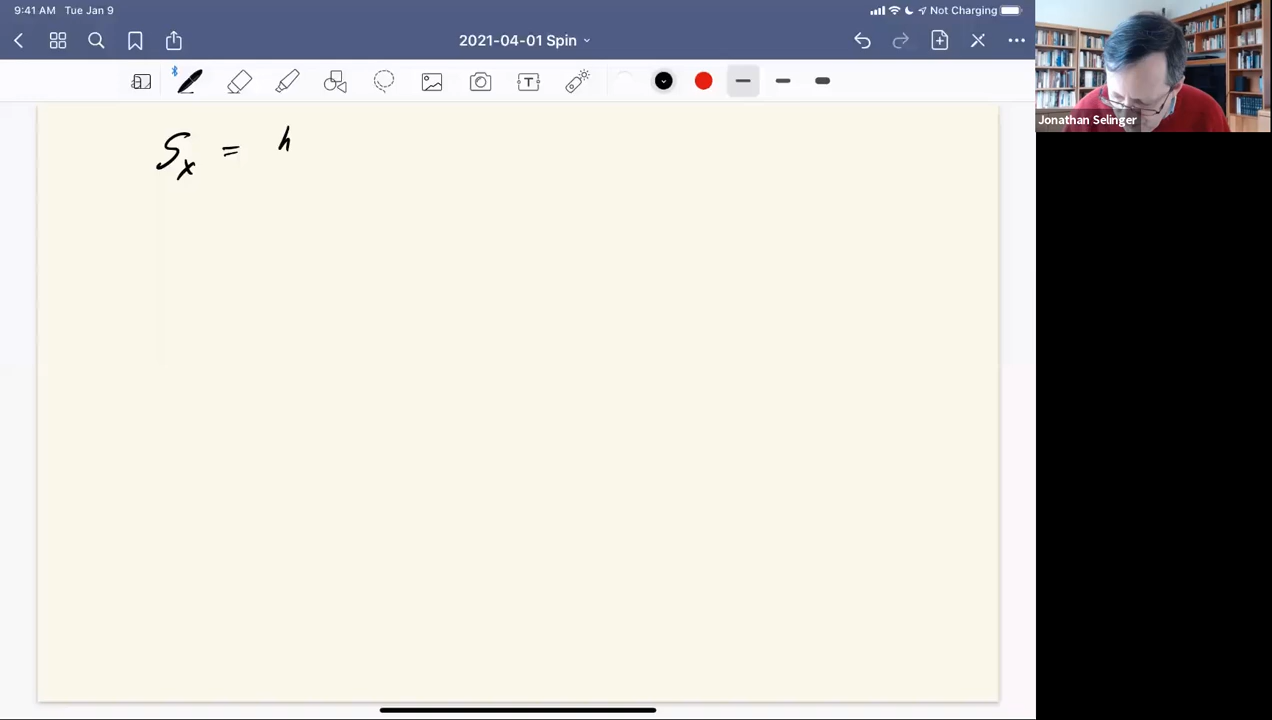 9:41 AM Tue Jan 9 Not Charging
2021-04-01 Spin
T
Jonathan Selinger
Sx = h